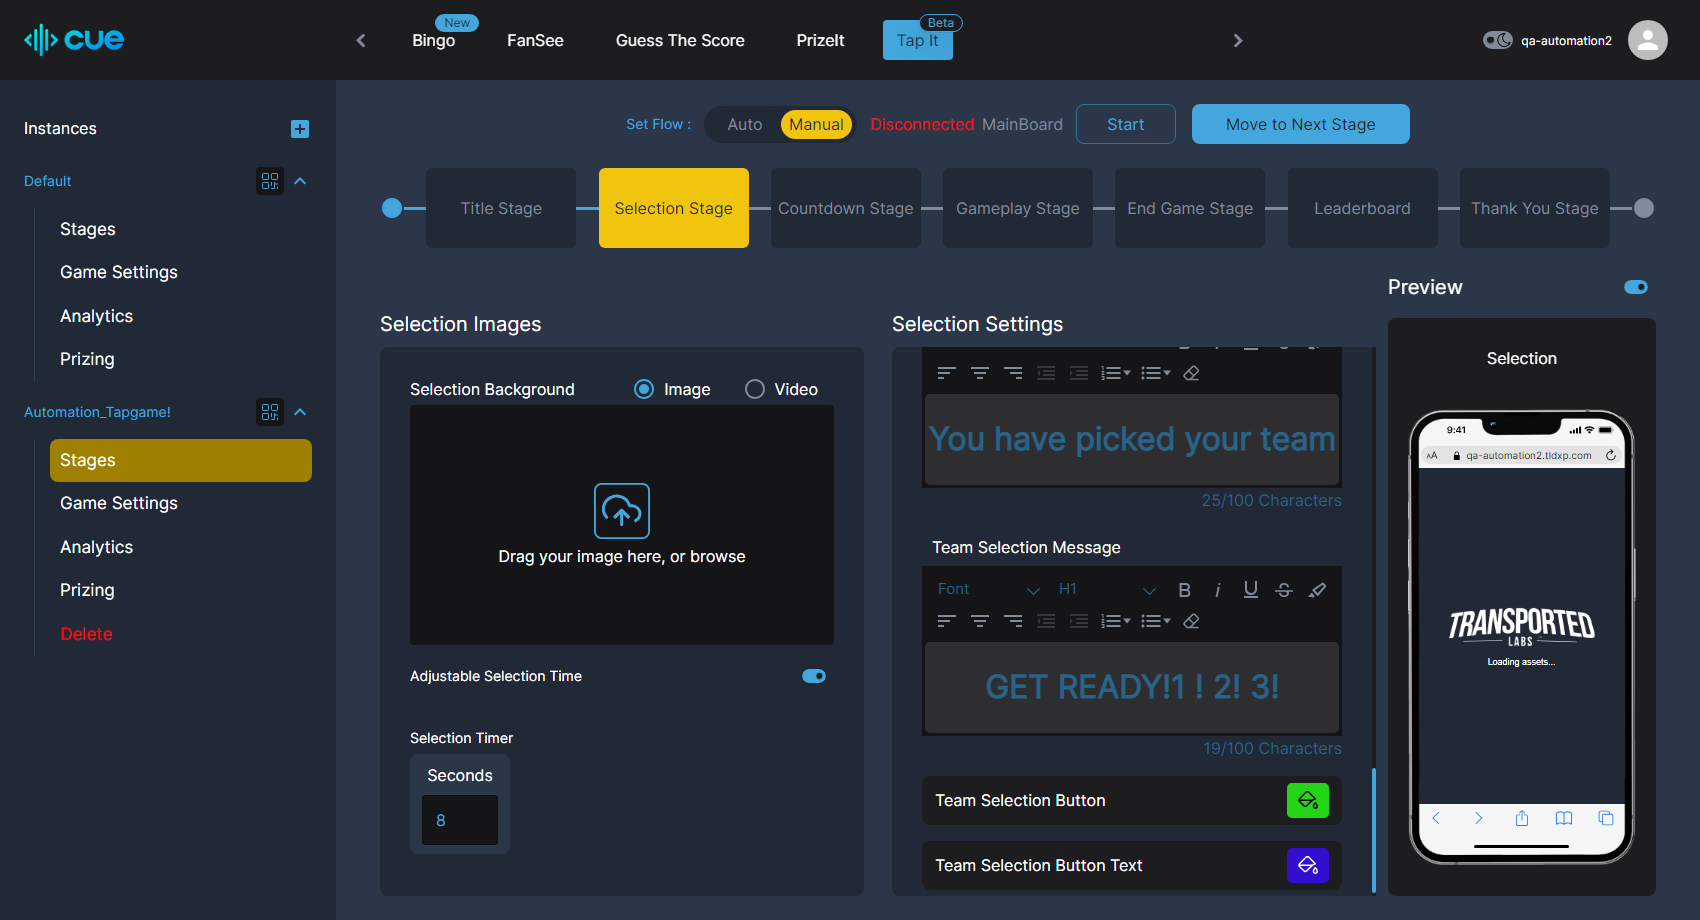 cue
New
Bingo
FanSee
Guess The Score
PrizeIt
Beta
Tap It
qa-automation2
Instances
Default
Stages
Game Settings
Analytics
Prizing
Automation_Tapgame!
Stages
Game Settings
Analytics
Prizing
Delete
Set Flow :
Auto
Manual
Disconnected MainBoard
Start
Move to Next Stage
Title Stage
Selection Stage
Countdown Stage
Gameplay Stage
End Game Stage
Leaderboard
Thank You Stage
Selection Images
Selection Background
Image
Video
Drag your image here, or browse
Adjustable Selection Time
Selection Timer
Seconds
8
Selection Settings
You have picked your team
25/100 Characters
Team Selection Message
Font
H1
B
i
U
S
GET READY!1 ! 2! 3!
19/100 Characters
Team Selection Button
Team Selection Button Text
Preview
Selection
9:41
AA
qa-automation2.tldxp.com
TRANSPORTED
LABS
Loading assets...